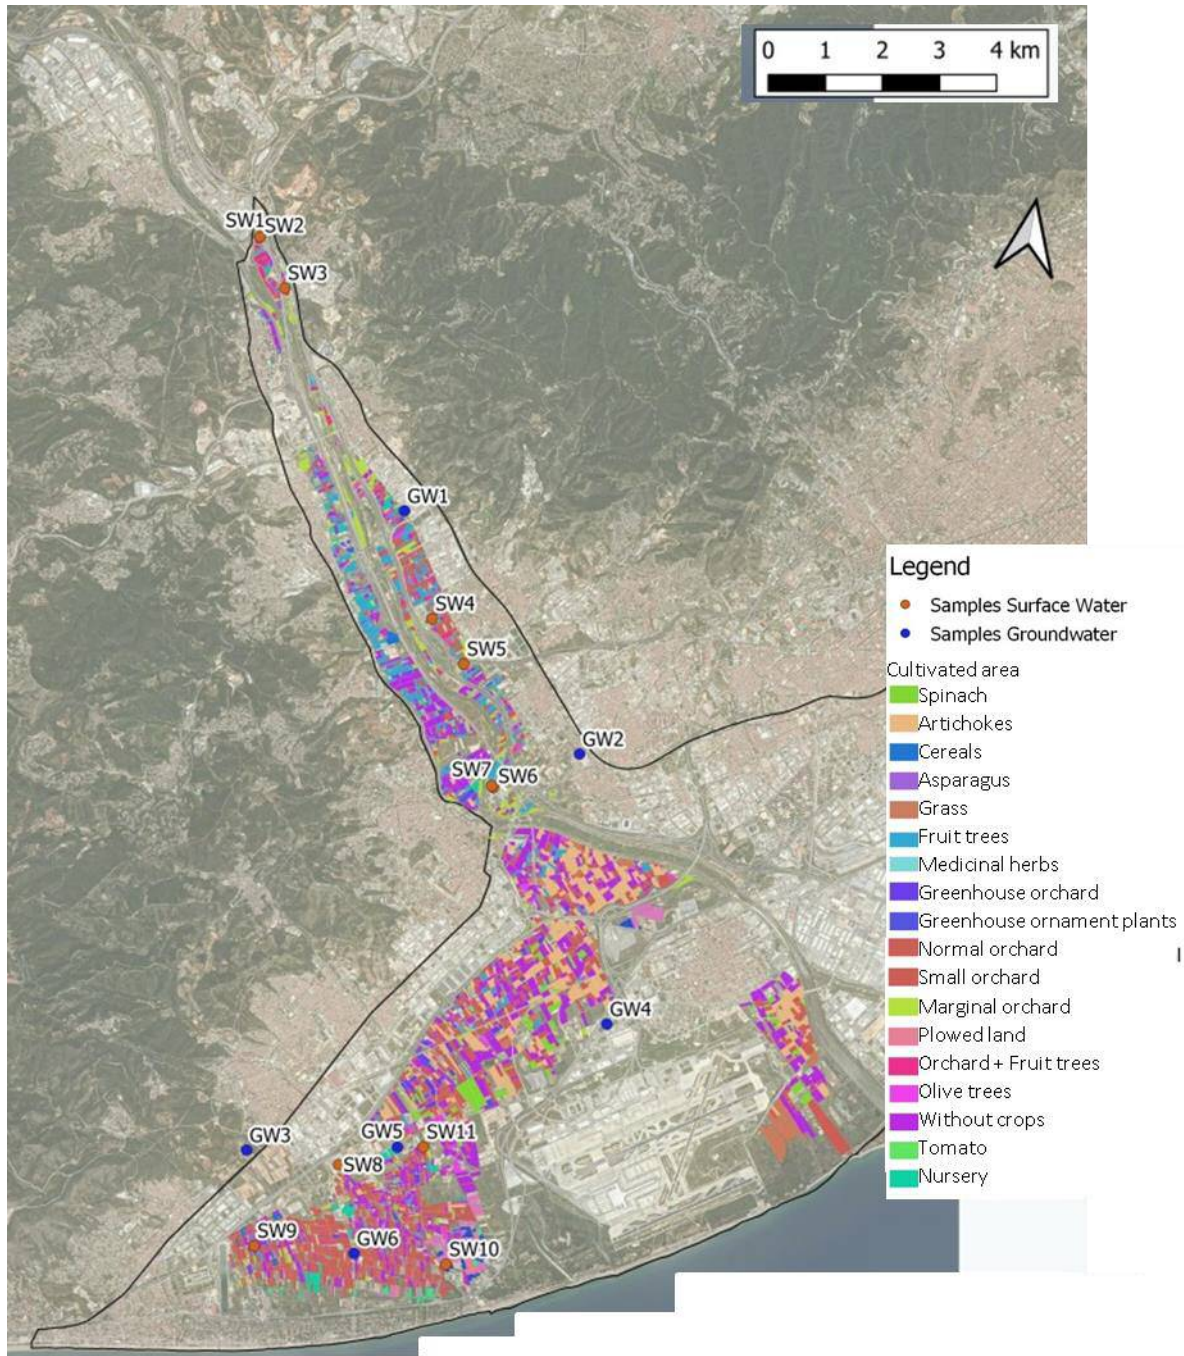 0 1 2 3 4 km
SW1 SW2
SW3
GW1
SW4
SW5
GW2
SW7 SW6
GW4
GW3
GW5 SW11
SW8
SW9
GW6
SW10
Legend
Samples Surface Water
Samples Groundwater
Cultivated area
Spinach
Artichokes
Cereals
Asparagus
Grass
Fruit trees
Medicinal herbs
Greenhouse orchard
Greenhouse ornament plants
Normal orchard
Small orchard
Marginal orchard
Plowed land
Orchard + Fruit trees
Olive trees
Without crops
Tomato
Nursery